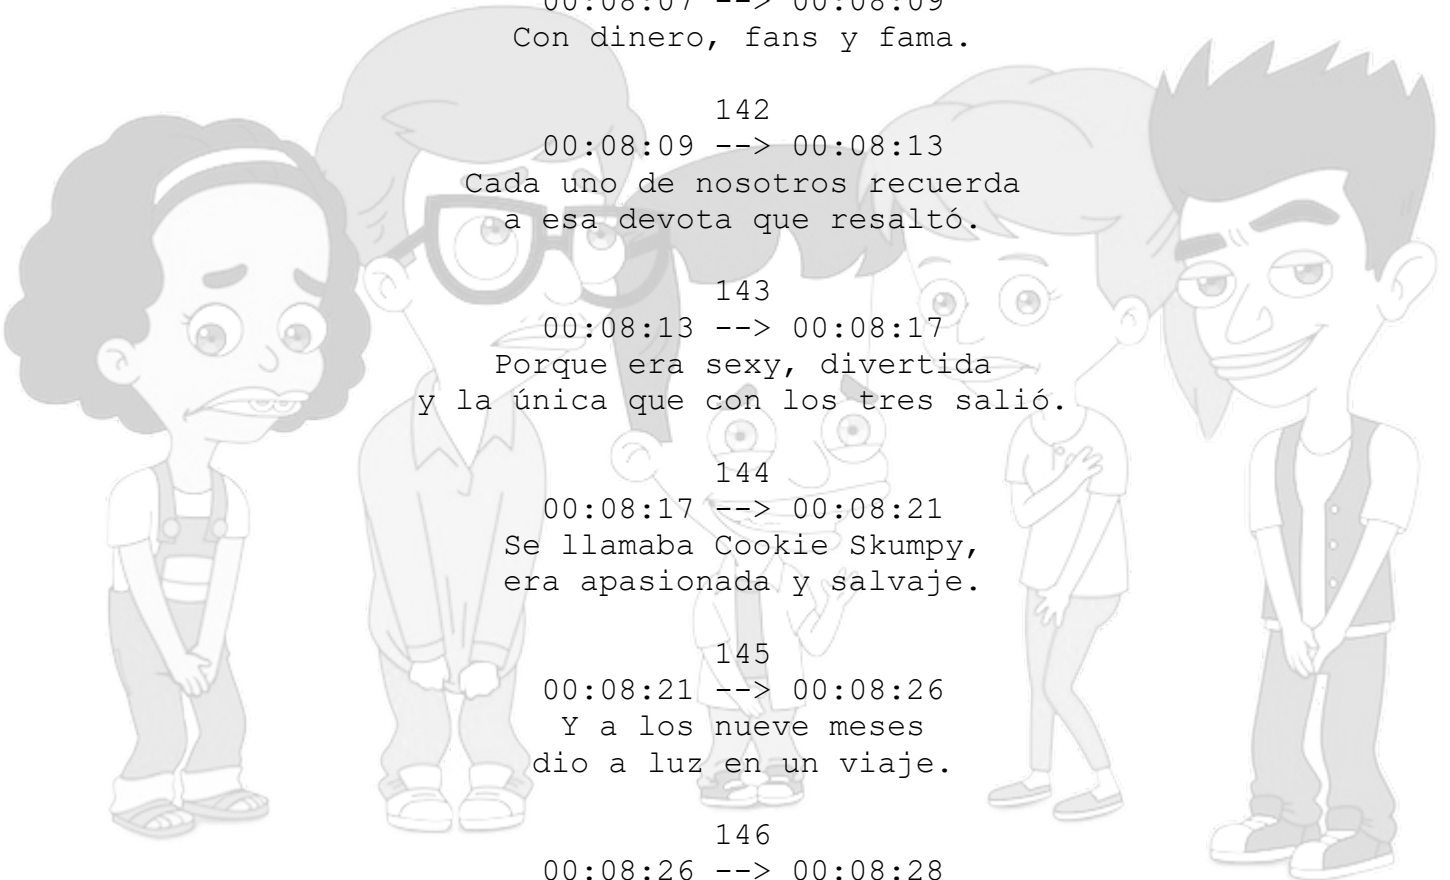 00:08:07 --> 00:08:09
Con dinero, fans y fama.
142
00:08:09 --> 00:08:13
Cada uno de nosotros recuerda
a esa devota que resaltó.
143
00:08:13 --> 00:08:17
Porque era sexy, divertida
y la única que con los tres salió.
144
00:08:17 --> 00:08:21
Se llamaba Cookie Skumpy,
era apasionada y salvaje.
145
00:08:21 --> 00:08:26
Y a los nueve meses
dio a luz en un viaje.
146
00:08:26 --> 00:08:28